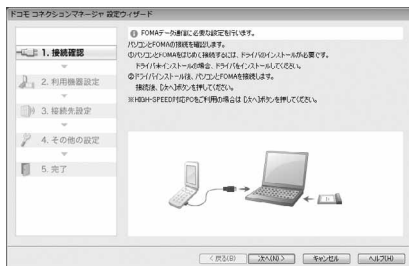 ドコモ コネクションマネージャ 設定ウィザード
FOMAデータ通信に必要な設定を行います。
パソコンとFOMAの接続を確認します。
①パソコンとFOMAをはじめて接続するには、ドライバのインストールが必要です。
ドライバ未インストールの場合、ドライバをインストールしてください。
②ドライバインストール後、パソコンとFOMAを接続します。
接続後、[次へ]ボタンを押してください。
※HIGH-SPEED対応PCをご利用の場合は [次へ]ボタンを押してください。
1. 接続確認
2. 利用機器設定
3. 接続先設定
4. その他の設定
5. 完了
< 戻る(B)
次へ(N) >
キャンセル
ヘルプ(H)